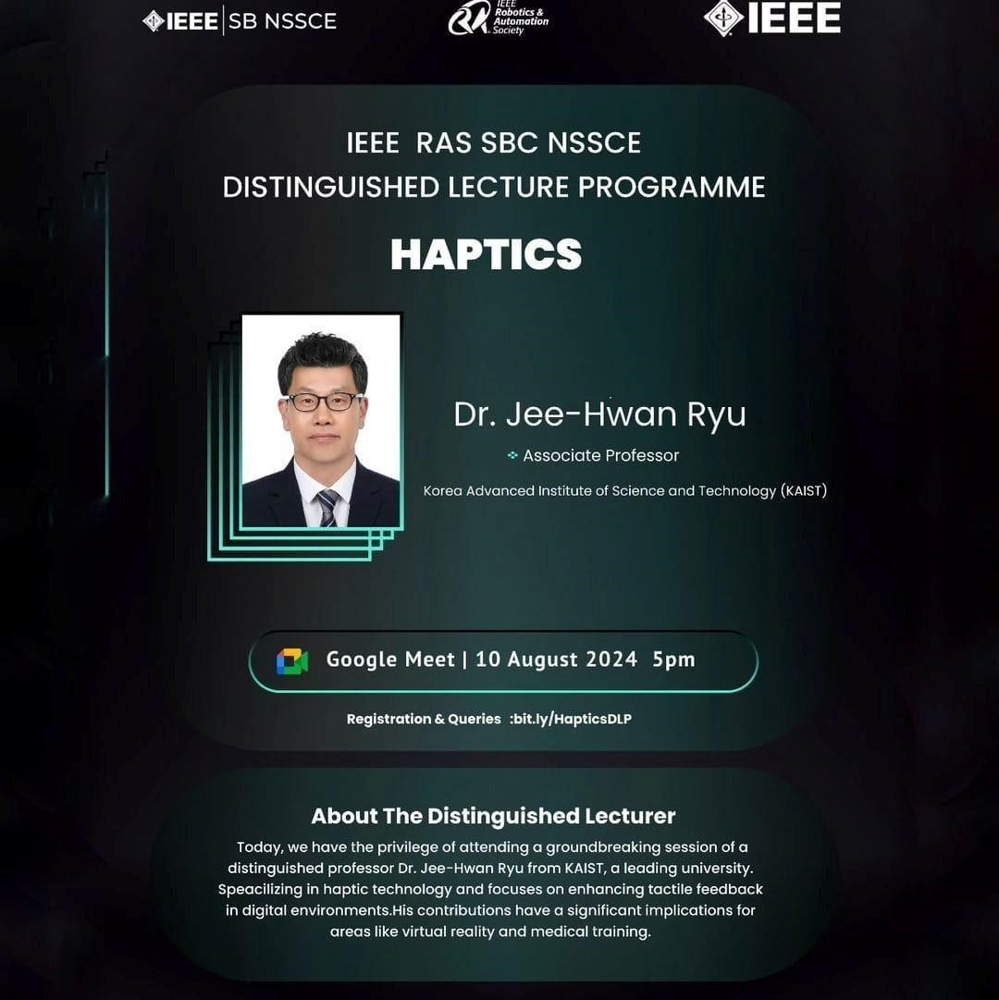 IEEE | SB NSSCE
IEEE
Robotics &
Automation
Society
IEEE
IEEE RAS SBC NSSCE
DISTINGUISHED LECTURE PROGRAMME
HAPTICS
Dr. Jee-Hwan Ryu
Associate Professor
Korea Advanced Institute of Science and Technology (KAIST)
Google Meet | 10 August 2024 5pm
Registration & Queries :bit.ly/HapticsDLP
About The Distinguished Lecturer
Today, we have the privilege of attending a groundbreaking session of a
distinguished professor Dr. Jee-Hwan Ryu from KAIST, a leading university.
Speacilizing in haptic technology and focuses on enhancing tactile feedback
in digital environments.His contributions have a significant implications for
areas like virtual reality and medical training.